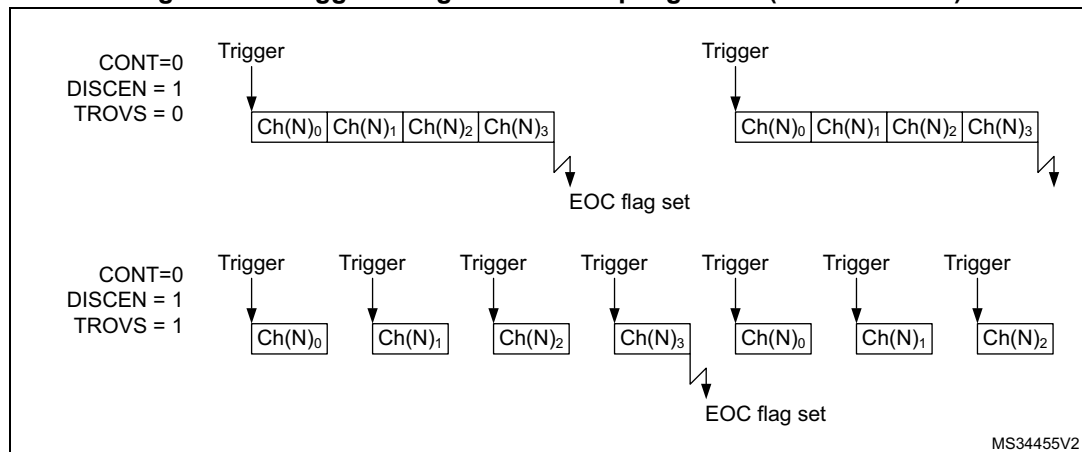 CONT=0
DISCEN = 1
TROVS = 0
Trigger Trigger
Ch(N)₀ Ch(N)₁ Ch(N)₂ Ch(N)₃ Ch(N)₀ Ch(N)₁ Ch(N)₂ Ch(N)₃
EOC flag set
CONT=0
DISCEN = 1
TROVS = 1
Trigger Trigger Trigger Trigger Trigger Trigger Trigger
Ch(N)₀ Ch(N)₁ Ch(N)₂ Ch(N)₃ Ch(N)₀ Ch(N)₁ Ch(N)₂
EOC flag set
MS34455V2